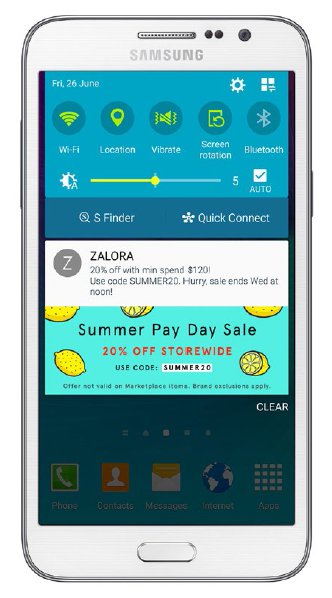 SAMSUNG
Fri, 26 June
Wi-Fi
Location
Vibrate
Screen
rotation
Bluetooth
A
5
AUTO
S Finder
Quick Connect
Z
ZALORA
20% off with min spend $120!
Use code SUMMER20. Hurry, sale ends Wed at
noon!
Summer Pay Day Sale
20% OFF STOREWIDE
USE CODE: SUMMER20
Offer not valid on Marketplace items. Brand exclusions apply.
CLEAR
Phone
Contacts
Messages
Internet
Apps